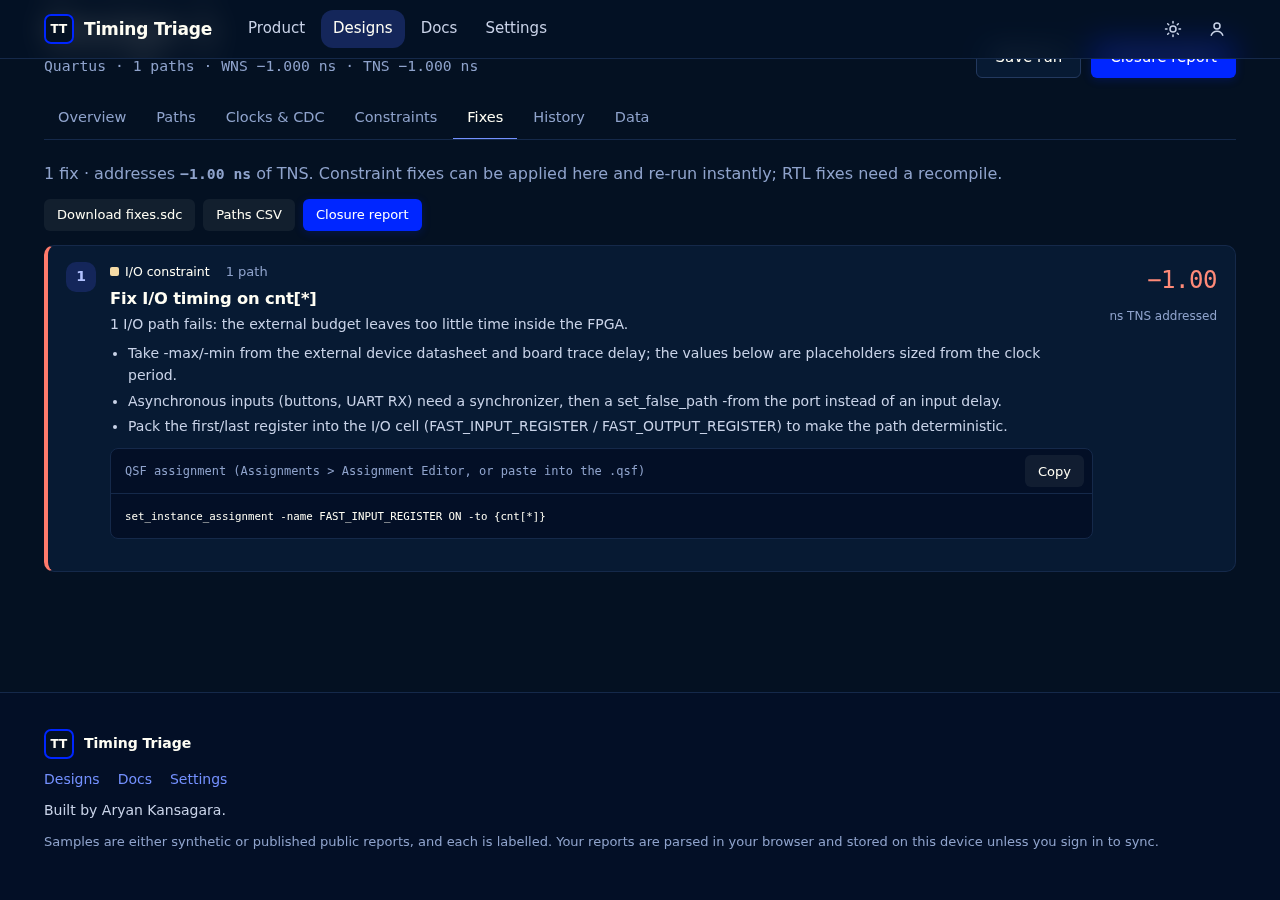 TT Timing Triage Product Designs Docs Settings
Quartus · 1 paths · WNS −1.000 ns · TNS −1.000 ns Save run Closure report
Overview Paths Clocks & CDC Constraints Fixes History Data
1 fix · addresses −1.00 ns of TNS. Constraint fixes can be applied here and re-run instantly; RTL fixes need a recompile.
Download fixes.sdc Paths CSV Closure report
1 I/O constraint 1 path −1.00
Fix I/O timing on cnt[*]
ns TNS addressed
1 I/O path fails: the external budget leaves too little time inside the FPGA.
• Take -max/-min from the external device datasheet and board trace delay; the values below are placeholders sized from the clock
period.
• Asynchronous inputs (buttons, UART RX) need a synchronizer, then a set_false_path -from the port instead of an input delay.
• Pack the first/last register into the I/O cell (FAST_INPUT_REGISTER / FAST_OUTPUT_REGISTER) to make the path deterministic.
QSF assignment (Assignments > Assignment Editor, or paste into the .qsf) Copy
set_instance_assignment -name FAST_INPUT_REGISTER ON -to {cnt[*]}
TT Timing Triage
Designs Docs Settings
Built by Aryan Kansagara.
Samples are either synthetic or published public reports, and each is labelled. Your reports are parsed in your browser and stored on this device unless you sign in to sync.